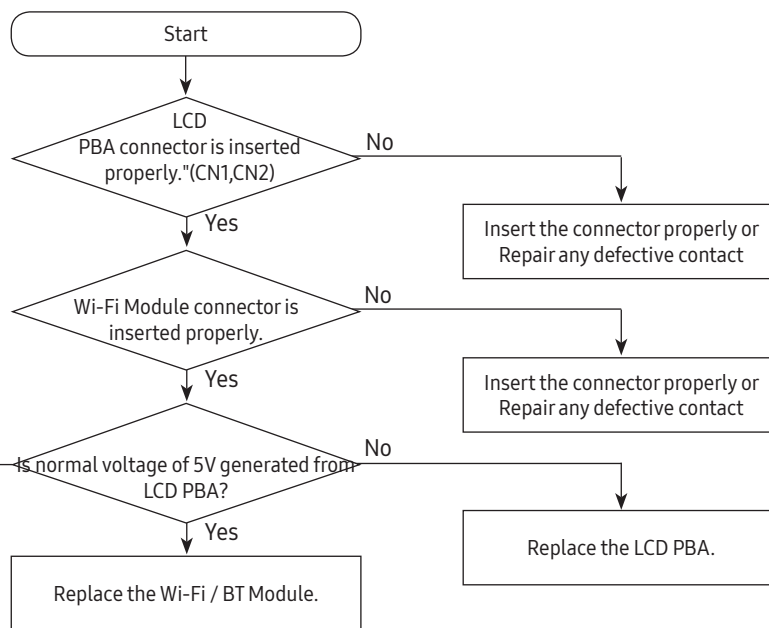 Start
LCD
PBA connector is inserted
properly."(CN1,CN2)
No
Yes
Insert the connector properly or
Repair any defective contact
Wi-Fi Module connector is
inserted properly.
No
Yes
Insert the connector properly or
Repair any defective contact
Is normal voltage of 5V generated from
LCD PBA?
No
Yes
Replace the LCD PBA.
Replace the Wi-Fi / BT Module.